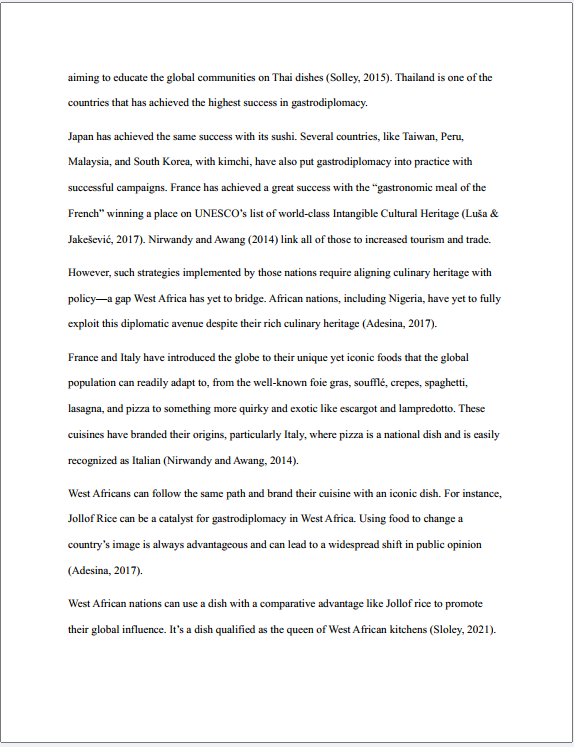 aiming to educate the global communities on Thai dishes (Solley, 2015). Thailand is one of the
countries that has achieved the highest success in gastrodiplomacy.
Japan has achieved the same success with its sushi. Several countries, like Taiwan, Peru,
Malaysia, and South Korea, with kimchi, have also put gastrodiplomacy into practice with
successful campaigns. France has achieved a great success with the “gastronomic meal of the
French” winning a place on UNESCO’s list of world-class Intangible Cultural Heritage (Luša &
Jakešević, 2017). Nirwandy and Awang (2014) link all of those to increased tourism and trade.
However, such strategies implemented by those nations require aligning culinary heritage with
policy—a gap West Africa has yet to bridge. African nations, including Nigeria, have yet to fully
exploit this diplomatic avenue despite their rich culinary heritage (Adesina, 2017).
France and Italy have introduced the globe to their unique yet iconic foods that the global
population can readily adapt to, from the well-known foie gras, soufflé, crepes, spaghetti,
lasagna, and pizza to something more quirky and exotic like escargot and lampredotto. These
cuisines have branded their origins, particularly Italy, where pizza is a national dish and is easily
recognized as Italian (Nirwandy and Awang, 2014).
West Africans can follow the same path and brand their cuisine with an iconic dish. For instance,
Jollof Rice can be a catalyst for gastrodiplomacy in West Africa. Using food to change a
country’s image is always advantageous and can lead to a widespread shift in public opinion
(Adesina, 2017).
West African nations can use a dish with a comparative advantage like Jollof rice to promote
their global influence. It’s a dish qualified as the queen of West African kitchens (Sloley, 2021).